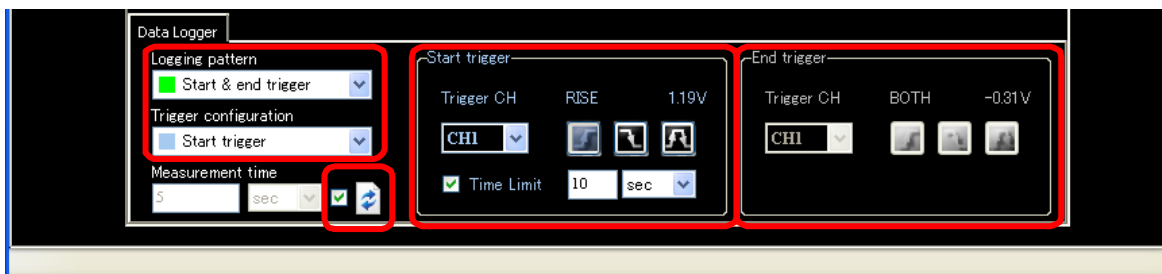 Data Logger
Logging pattern
Start & end trigger
Trigger configuration
Start trigger
Measurement time
5 sec
Start trigger
Trigger CH RISE 1.19V
CH1
Time Limit 10 sec
End trigger
Trigger CH BOTH -0.31V
CH1